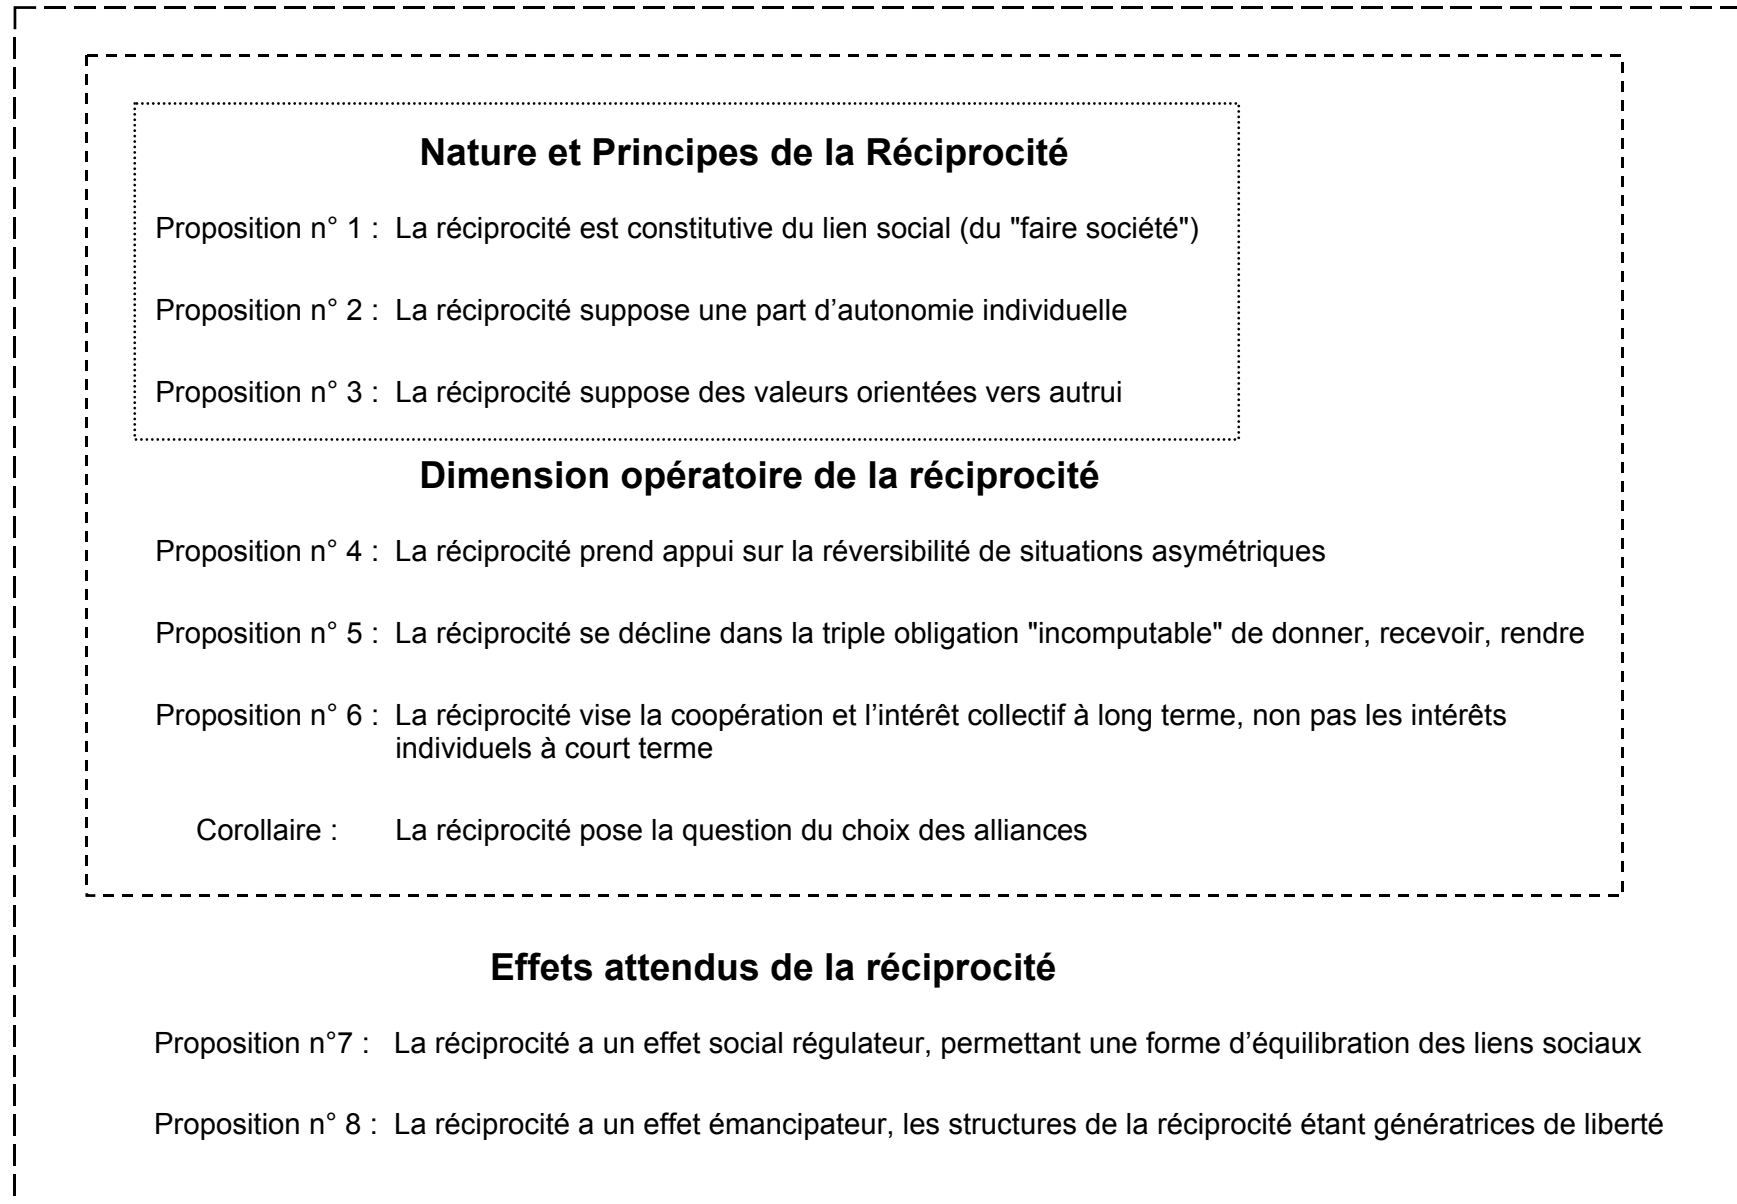 Nature et Principes de la Réciprocité
Proposition n° 1 : La réciprocité est constitutive du lien social (du "faire société")
Proposition n° 2 : La réciprocité suppose une part d’autonomie individuelle
Proposition n° 3 : La réciprocité suppose des valeurs orientées vers autrui
Dimension opératoire de la réciprocité
Proposition n° 4 : La réciprocité prend appui sur la réversibilité de situations asymétriques
Proposition n° 5 : La réciprocité se décline dans la triple obligation "incomputable" de donner, recevoir, rendre
Proposition n° 6 : La réciprocité vise la coopération et l’intérêt collectif à long terme, non pas les intérêts
individuels à court terme
Corollaire : La réciprocité pose la question du choix des alliances
Effets attendus de la réciprocité
Proposition n°7 : La réciprocité a un effet social régulateur, permettant une forme d’équilibration des liens sociaux
Proposition n° 8 : La réciprocité a un effet émancipateur, les structures de la réciprocité étant génératrices de liberté